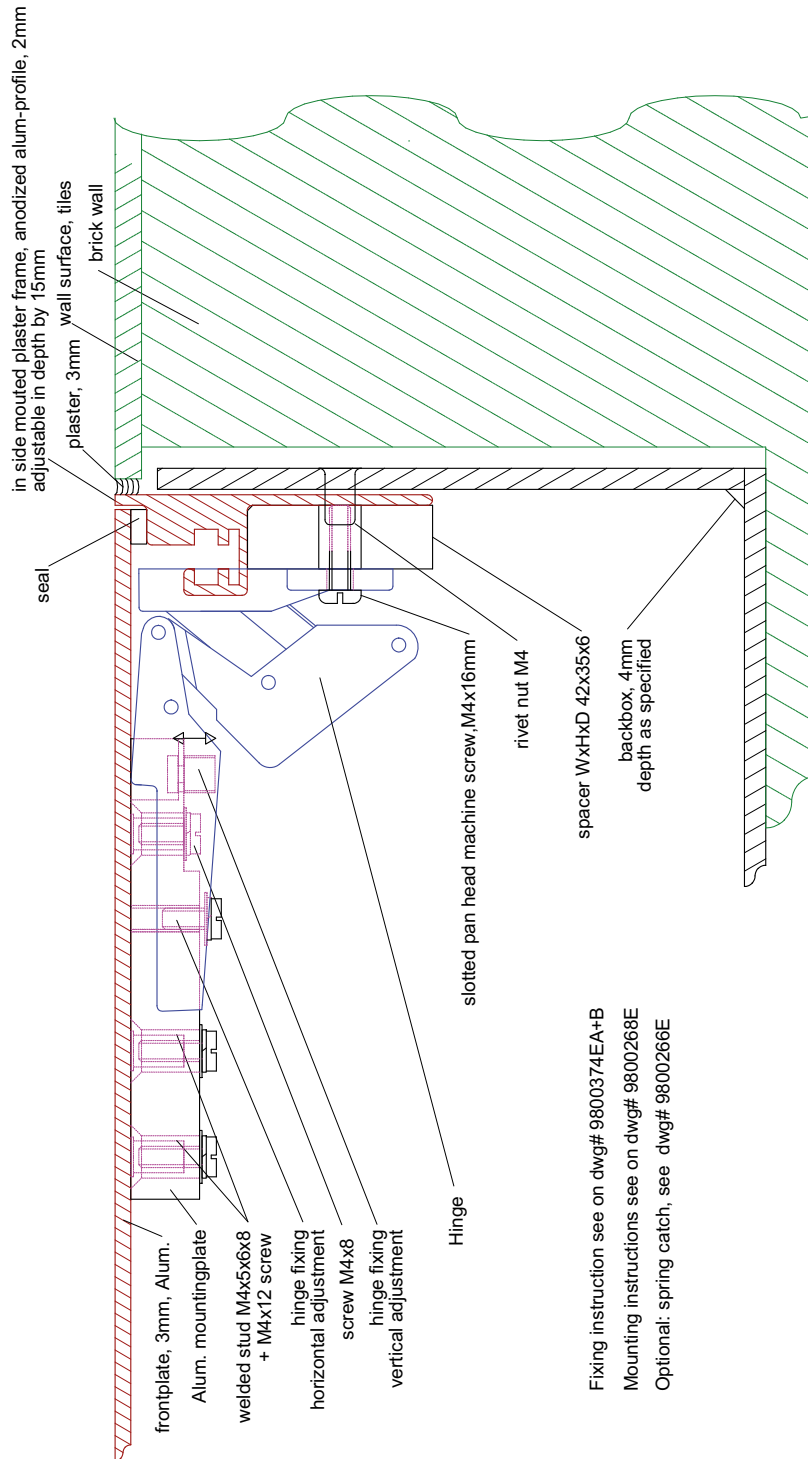 in side mouted plaster frame, anodized alum-profile, 2mm
adjustable in depth by 15mm
wall surface, tiles
plaster, 3mm
brick wall
seal
frontplate, 3mm, Alum.
Alum. mountingplate
welded stud M4x5x6x8
+ M4x12 screw
hinge fixing
horizontal adjustment
screw M4x8
hinge fixing
vertical adjustment
Hinge
slotted pan head machine screw,M4x16mm
rivet nut M4
spacer WxHxD 42x35x6
backbox, 4mm
depth as specified
Fixing instruction see on dwg# 9800374EA+B
Mounting instructions see on dwg# 9800268E
Optional: spring catch, see dwg# 9800266E